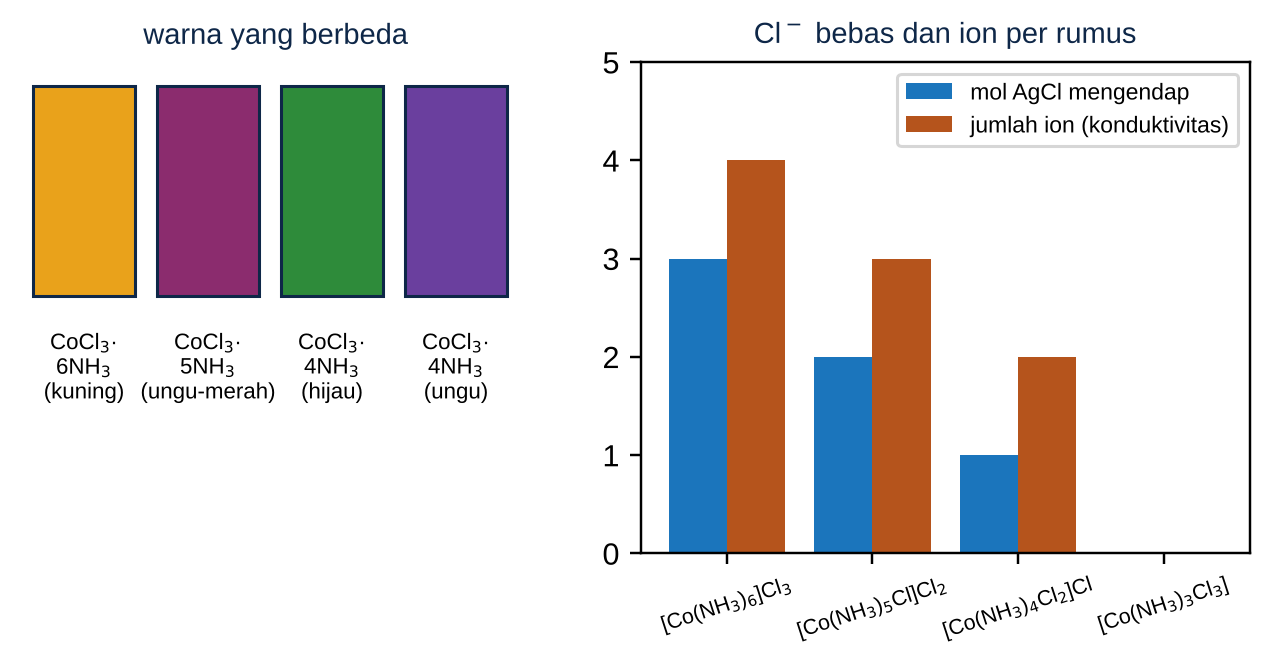 warna yang berbeda
CoCl₃·
6NH₃
(kuning)
CoCl₃·
5NH₃
(ungu-merah)
CoCl₃·
4NH₃
(hijau)
CoCl₃·
4NH₃
(ungu)
Cl⁻ bebas dan ion per rumus
mol AgCl mengendap
jumlah ion (konduktivitas)
5
4
3
2
1
0
[Co(NH₃)₆]Cl₃
[Co(NH₃)₅Cl]Cl₂
[Co(NH₃)₄Cl₂]Cl
[Co(NH₃)₃Cl₃]